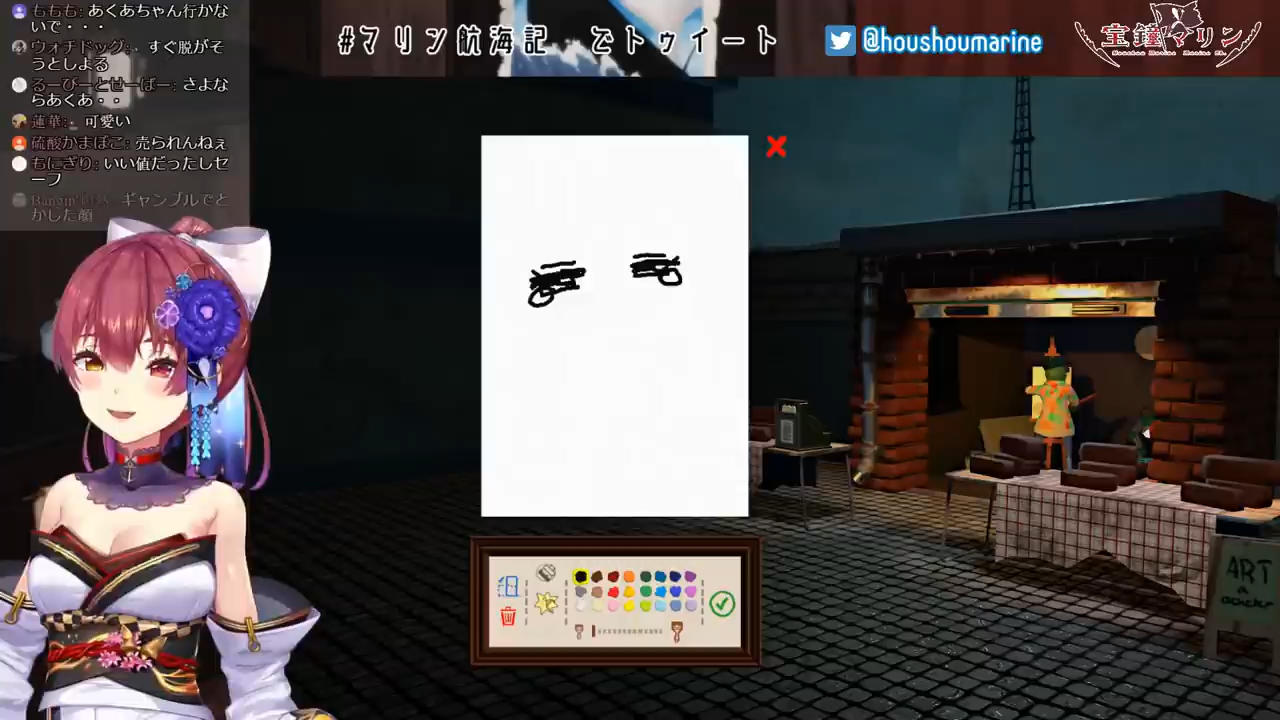 ももも: あくあちゃん行かな
いで・・・
ウォチドッグ: すぐ脱がそ
うとしよる
るーびーとせーばー: さよな
らあくあ・・
蓮華: 可愛い
硫酸かまぼこ: 売られんねぇ
もにぎり: いい値だったしセ
ーフ
ギャンブルでと
かした顔
#マリン航海記 でトゥイート
@houshoumarine
宝鐘マリン
ART